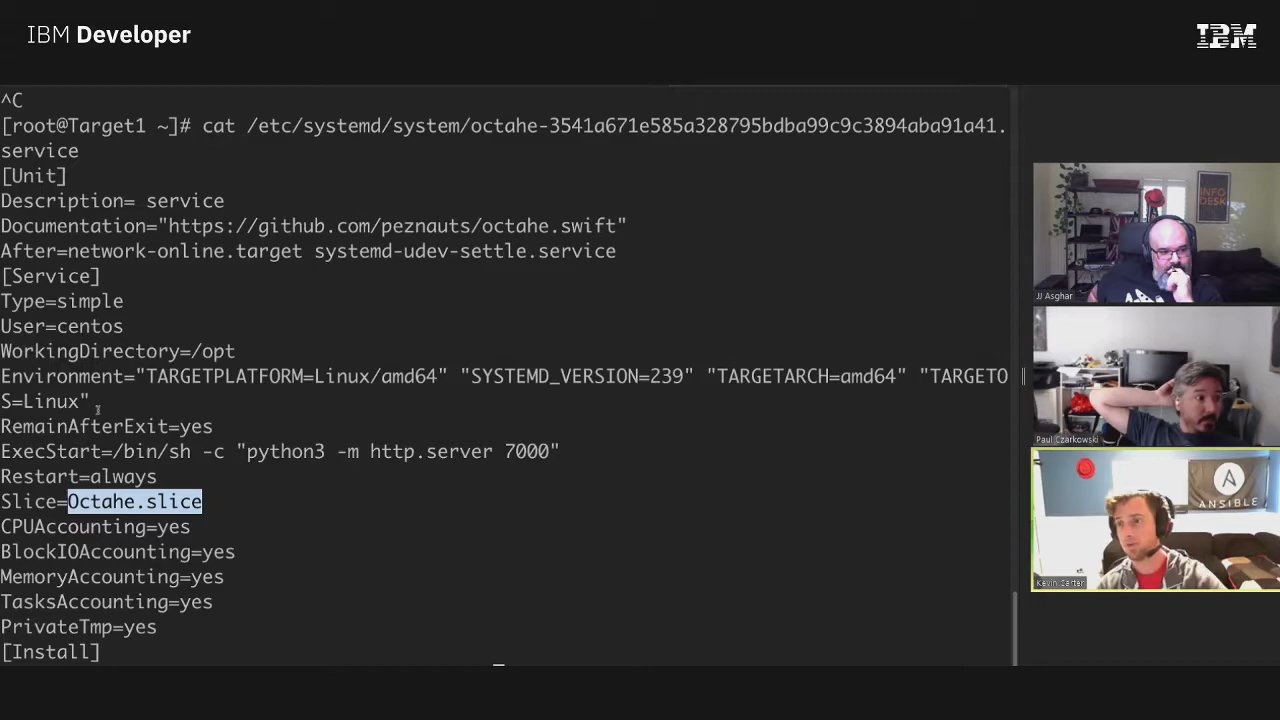 IBM Developer
IBM
^C
[root@Target1 ~]# cat /etc/systemd/system/octahe-3541a671e585a328795bdba99c9c3894aba91a41.
service
[Unit]
Description= service
Documentation="https://github.com/peznauts/octahe.swift"
After=network-online.target systemd-udev-settle.service
[Service]
Type=simple
User=centos
WorkingDirectory=/opt
Environment="TARGETPLATFORM=Linux/amd64" "SYSTEMD_VERSION=239" "TARGETARCH=amd64" "TARGETO
S=Linux"
RemainAfterExit=yes
ExecStart=/bin/sh -c "python3 -m http.server 7000"
Restart=always
Slice=Octahe.slice
CPUAccounting=yes
BlockIOAccounting=yes
MemoryAccounting=yes
TasksAccounting=yes
PrivateTmp=yes
[Install]
INFO
DESK
JJ Asghar
Paul Czarkowski
A
ANSIBLE
Kevin Carter